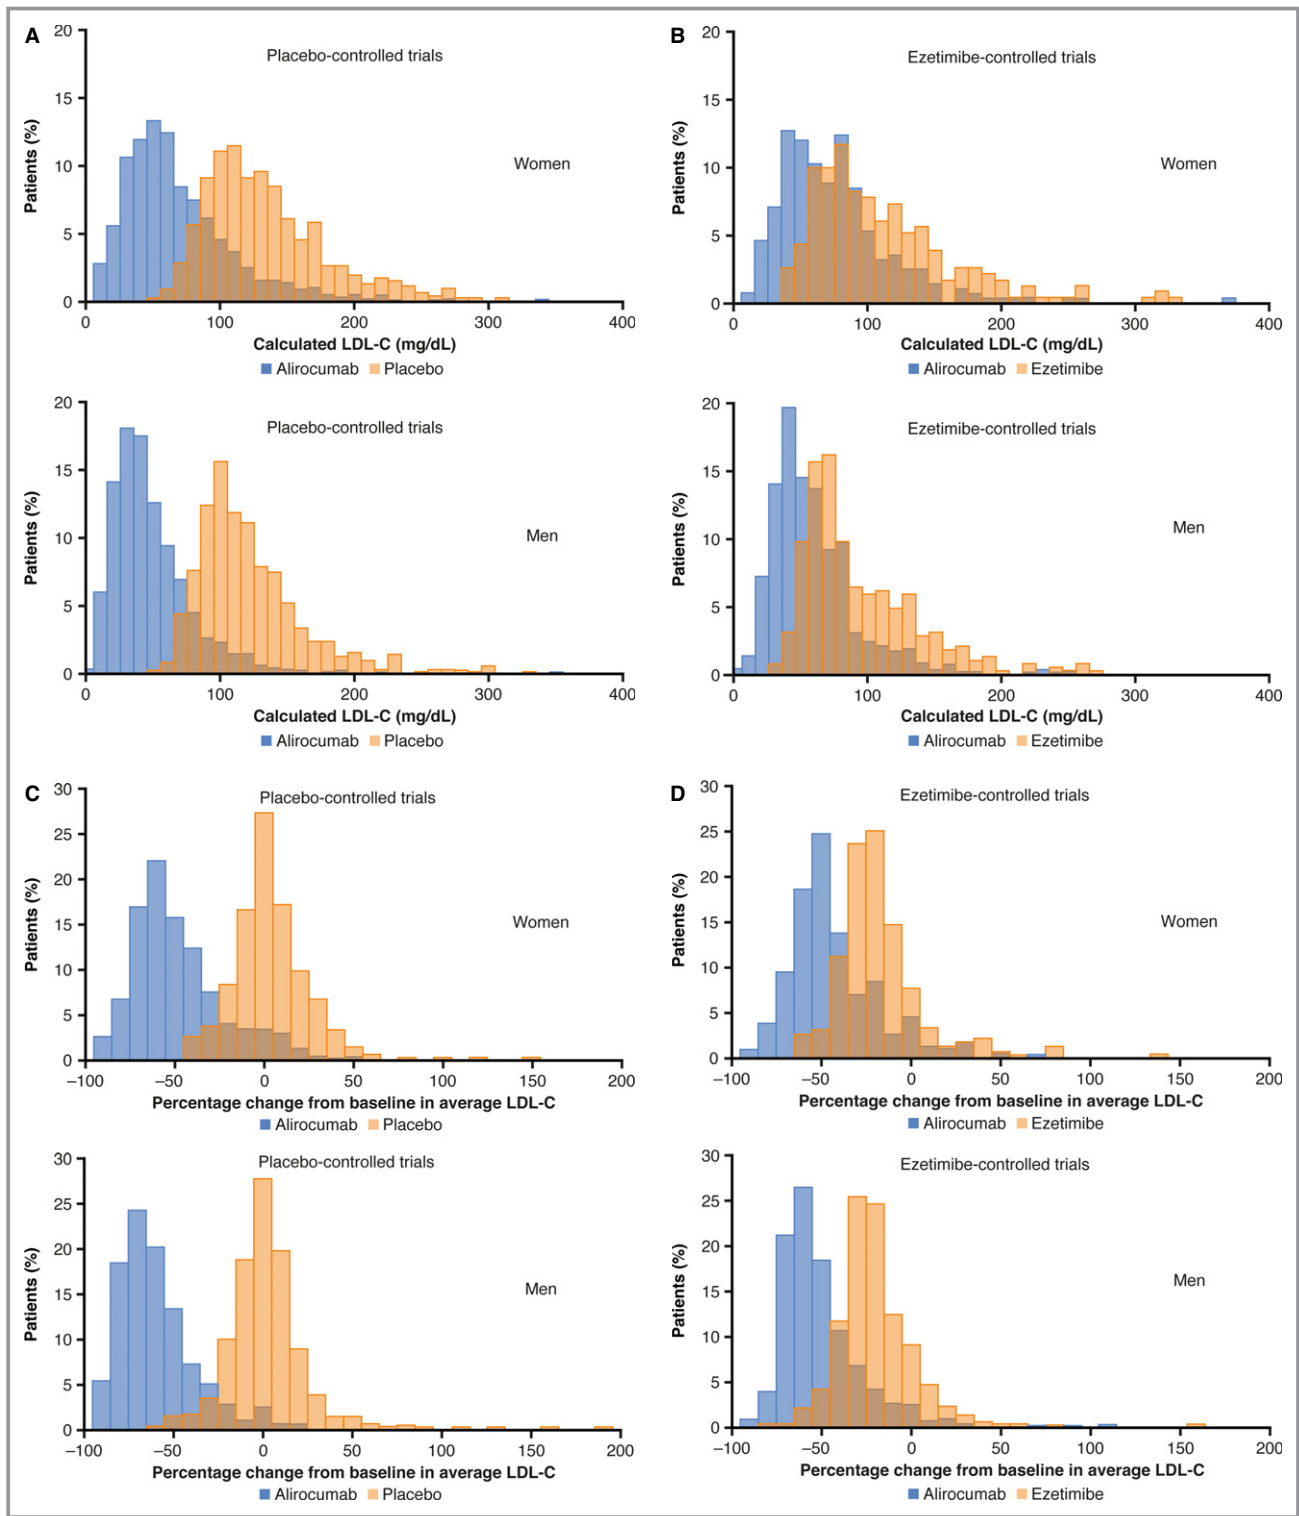 A
Placebo-controlled trials
Women
Patients (%)
20
15
10
5
0
0 100 200 300 400
Calculated LDL-C (mg/dL)
Alirocumab Placebo
B
Ezetimibe-controlled trials
Women
Patients (%)
20
15
10
5
0
0 100 200 300 400
Calculated LDL-C (mg/dL)
Alirocumab Ezetimibe
Placebo-controlled trials
Men
Patients (%)
20
15
10
5
0
0 100 200 300 400
Calculated LDL-C (mg/dL)
Alirocumab Placebo
Ezetimibe-controlled trials
Men
Patients (%)
20
15
10
5
0
0 100 200 300 400
Calculated LDL-C (mg/dL)
Alirocumab Ezetimibe
C
Placebo-controlled trials
Women
Patients (%)
30
25
20
15
10
5
0
−100 −50 0 50 100 150 200
Percentage change from baseline in average LDL-C
Alirocumab Placebo
D
Ezetimibe-controlled trials
Women
Patients (%)
30
25
20
15
10
5
0
−100 −50 0 50 100 150 200
Percentage change from baseline in average LDL-C
Alirocumab Ezetimibe
Placebo-controlled trials
Men
Patients (%)
30
25
20
15
10
5
0
−100 −50 0 50 100 150 200
Percentage change from baseline in average LDL-C
Alirocumab Placebo
Ezetimibe-controlled trials
Men
Patients (%)
30
25
20
15
10
5
0
−100 −50 0 50 100 150 200
Percentage change from baseline in average LDL-C
Alirocumab Ezetimibe